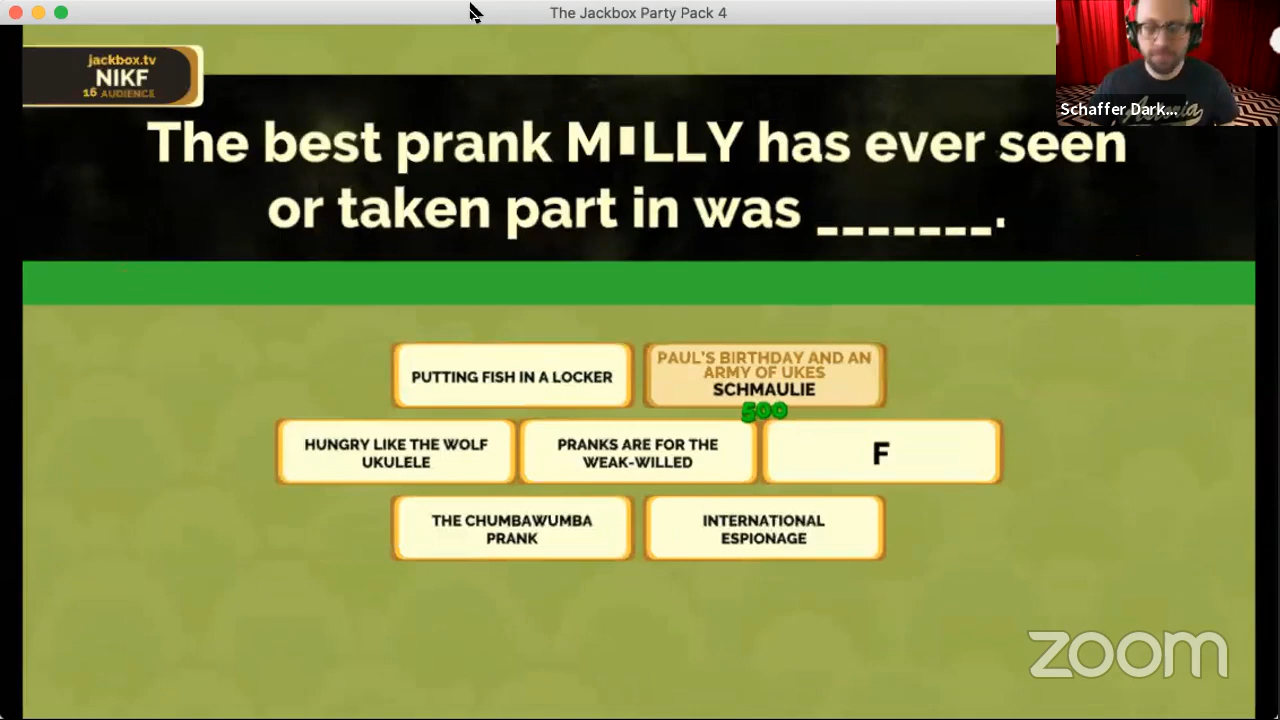 The Jackbox Party Pack 4
jackbox.tv
NIKF
16 AUDIENCE
Schaffer Dark...
The best prank M▮LLY has ever seen
or taken part in was _______.
PUTTING FISH IN A LOCKER
PAUL'S BIRTHDAY AND AN
ARMY OF UKES
SCHMAULIE
500
HUNGRY LIKE THE WOLF
UKULELE
PRANKS ARE FOR THE
WEAK-WILLED
F
THE CHUMBAWUMBA
PRANK
INTERNATIONAL
ESPIONAGE
zoom